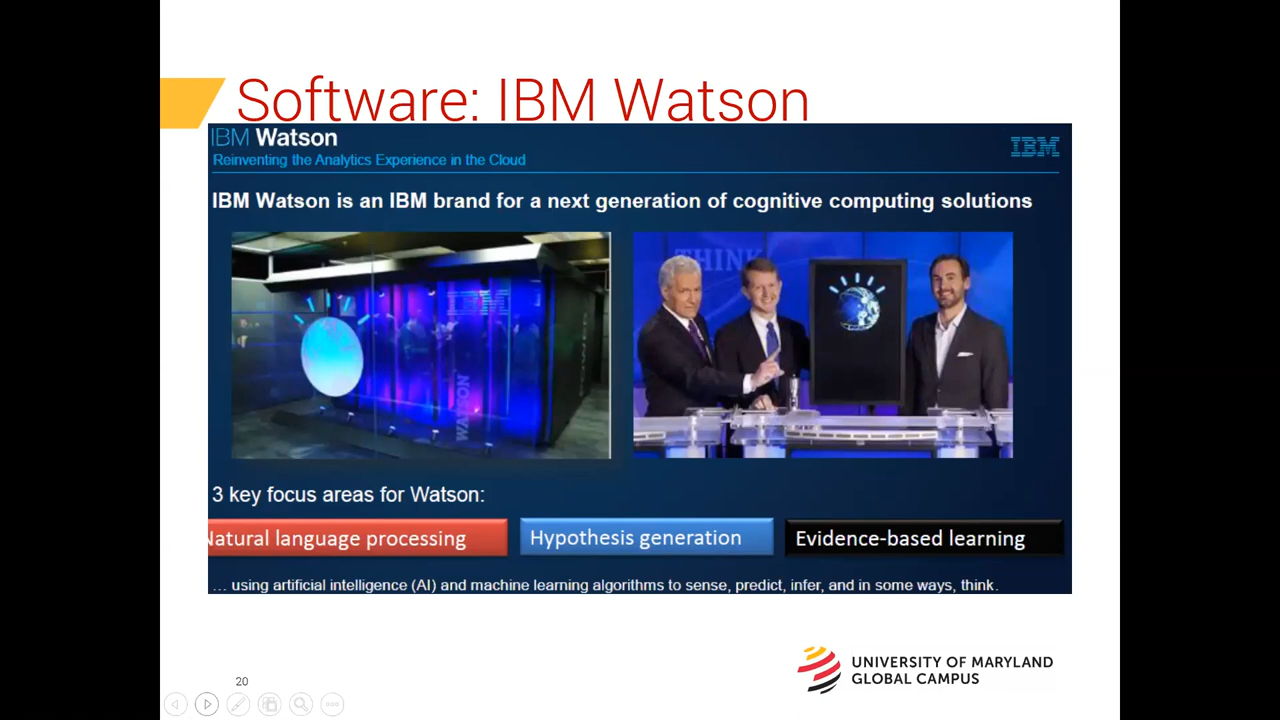 Software: IBM Watson
IBM Watson
Reinventing the Analytics Experience in the Cloud
IBM
IBM Watson is an IBM brand for a next generation of cognitive computing solutions
IBM
WATSON
THINK
3 key focus areas for Watson:
Natural language processing
Hypothesis generation
Evidence-based learning
... using artificial intelligence (AI) and machine learning algorithms to sense, predict, infer, and in some ways, think.
UNIVERSITY OF MARYLAND
GLOBAL CAMPUS
20